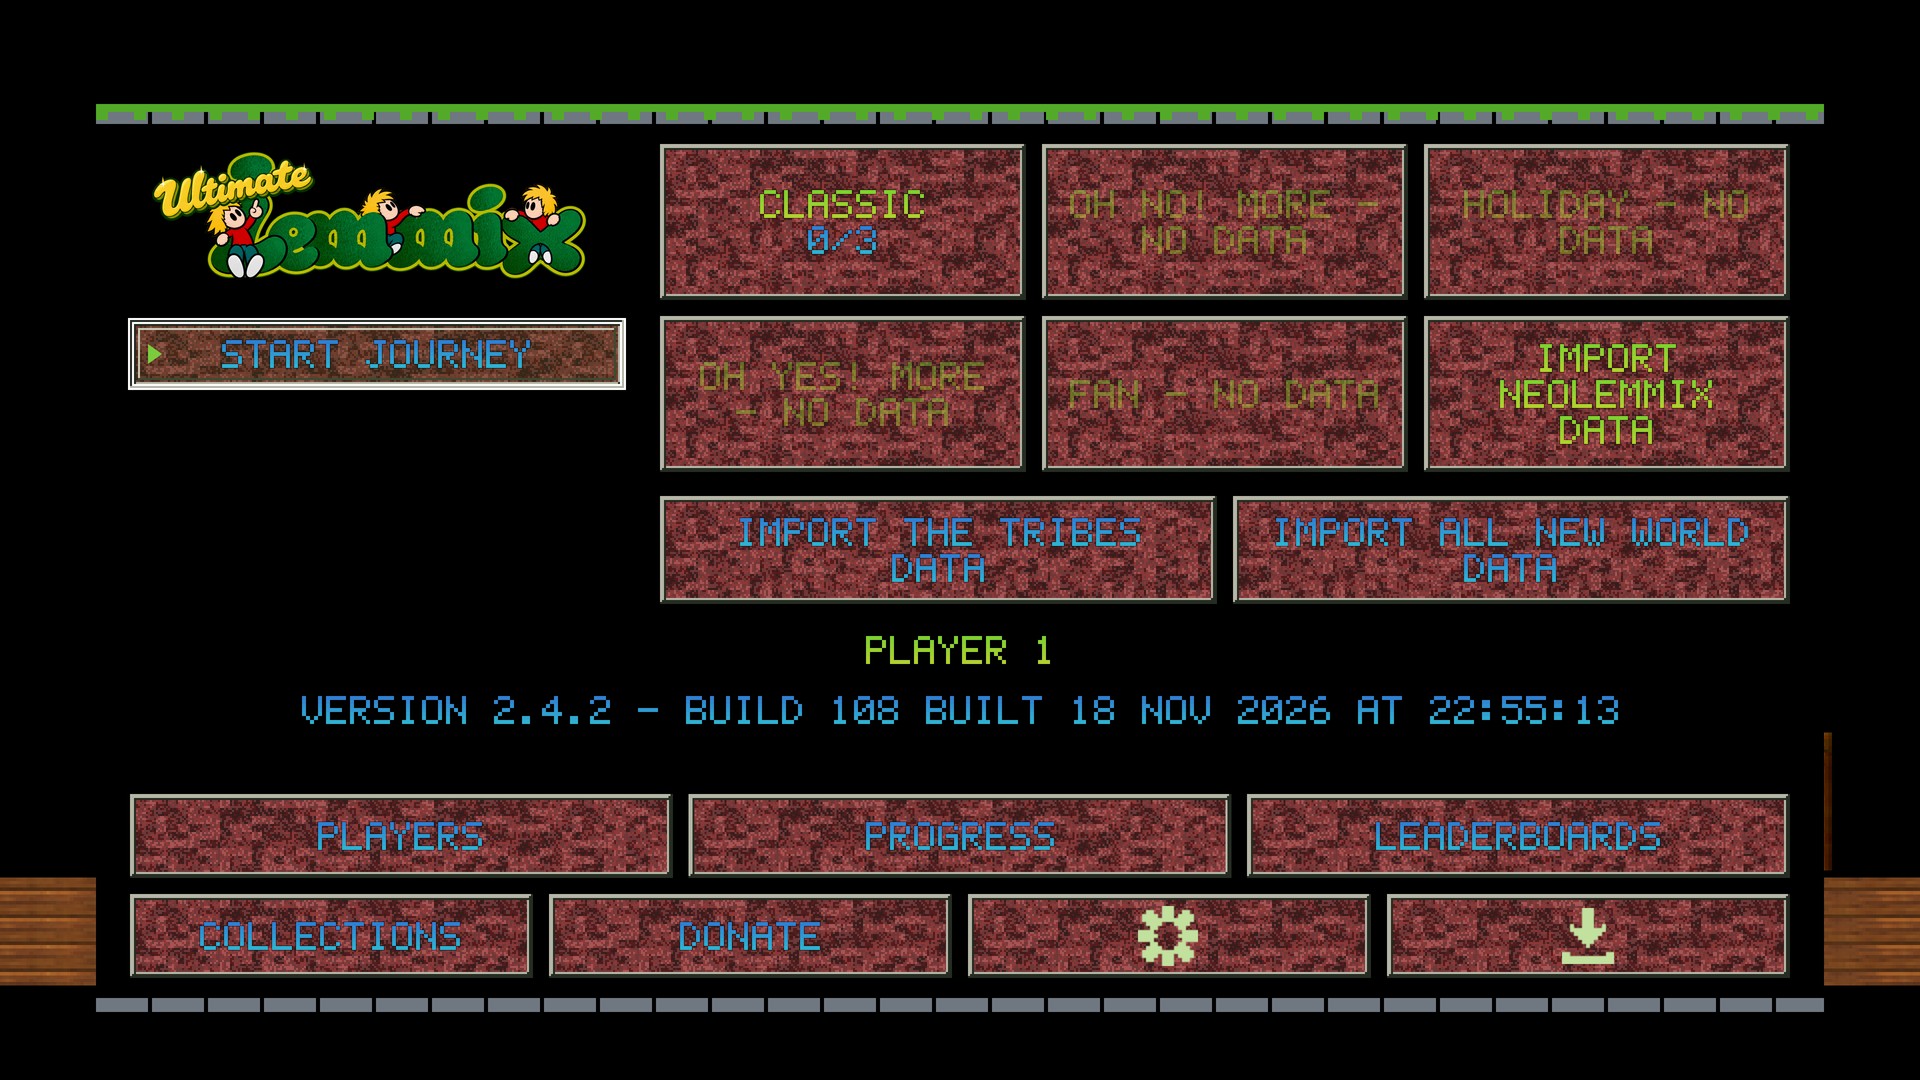 Ultimate
Lemmix
START JOURNEY
CLASSIC
0/3
OH NO! MORE -
NO DATA
HOLIDAY - NO
DATA
OH YES! MORE
- NO DATA
FAN - NO DATA
IMPORT
NEOLEMMIX
DATA
IMPORT THE TRIBES
DATA
IMPORT ALL NEW WORLD
DATA
PLAYER 1
VERSION 2.4.2 - BUILD 108 BUILT 18 NOV 2026 AT 22:55:13
PLAYERS
PROGRESS
LEADERBOARDS
COLLECTIONS
DONATE